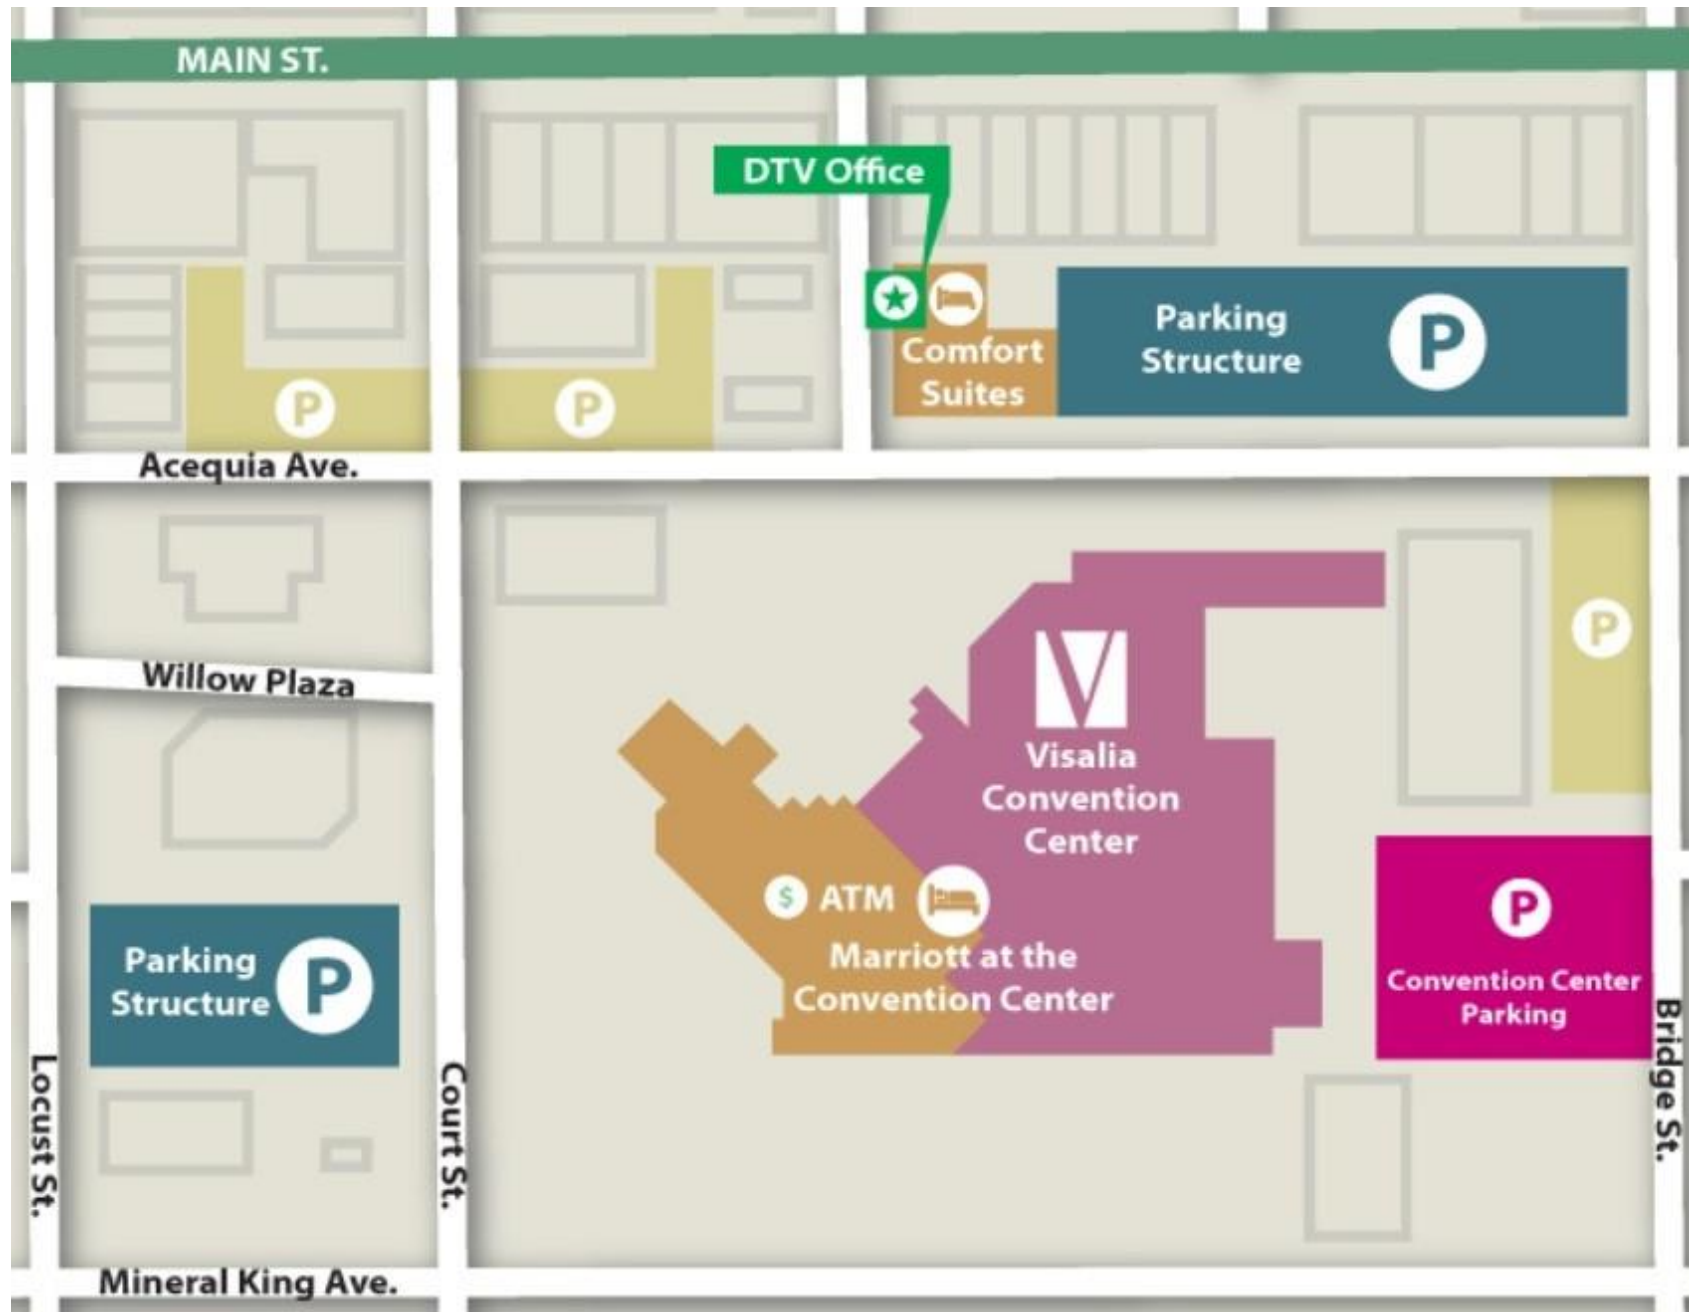 MAIN ST.
DTV Office
Comfort
Suites
Parking
Structure
P
P
P
Acequia Ave.
Willow Plaza
P
Visalia
Convention
Center
$ ATM
Marriott at the
Convention Center
Parking
Structure
P
P
Convention Center
Parking
Locust St.
Court St.
Bridge St.
Mineral King Ave.